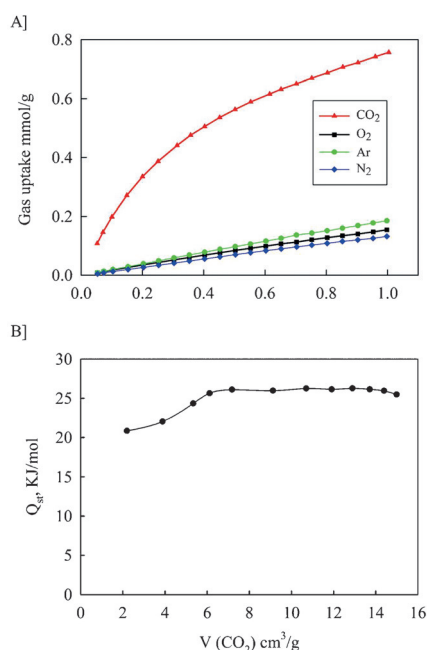 A]
0.8
0.6
0.4
0.2
0.0
Gas uptake mmol/g
CO₂
O₂
Ar
N₂
0.0 0.2 0.4 0.6 0.8 1.0
B]
30
25
20
15
10
5
0
Qst, KJ/mol
0 2 4 6 8 10 12 14 16
V (CO₂) cm³/g